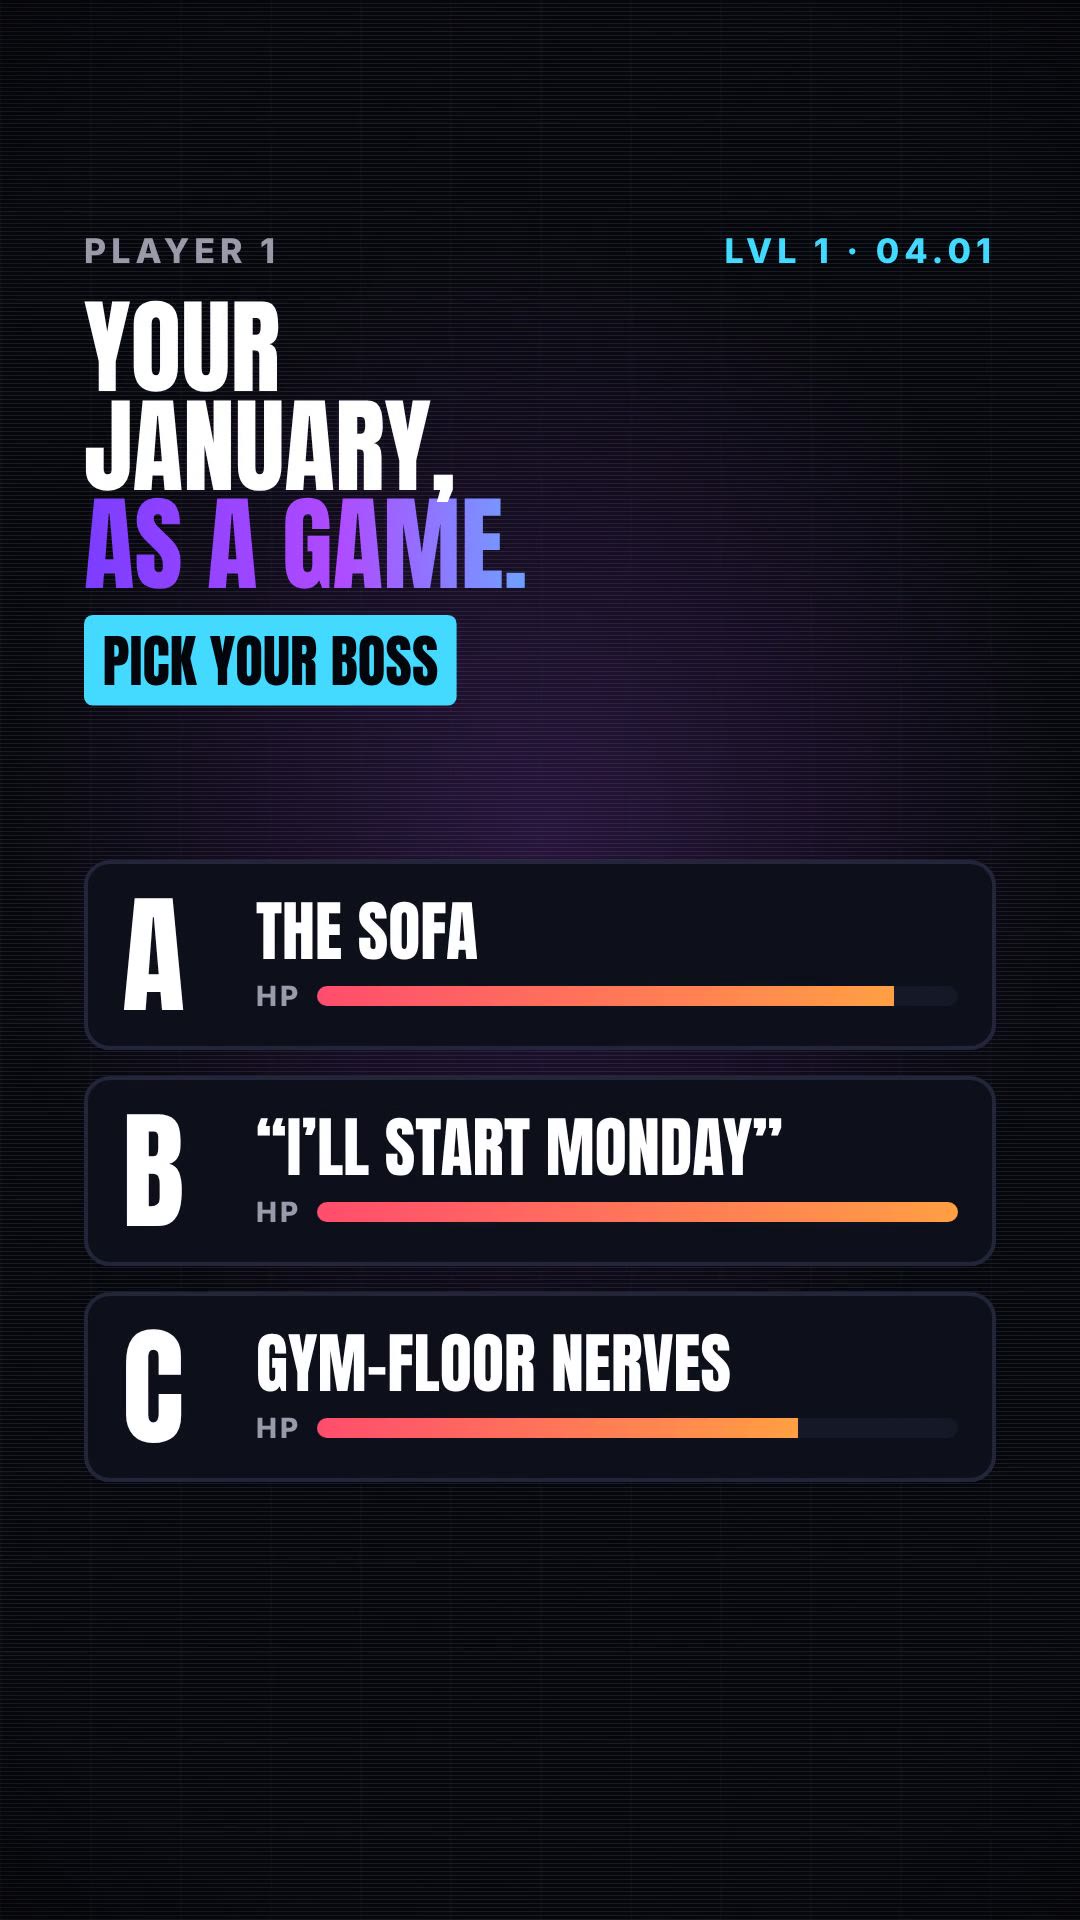 PLAYER 1
LVL 1 · 04.01
YOUR
JANUARY,
AS A GAME.
PICK YOUR BOSS
A
THE SOFA
HP
B
“I’LL START MONDAY”
HP
C
GYM-FLOOR NERVES
HP